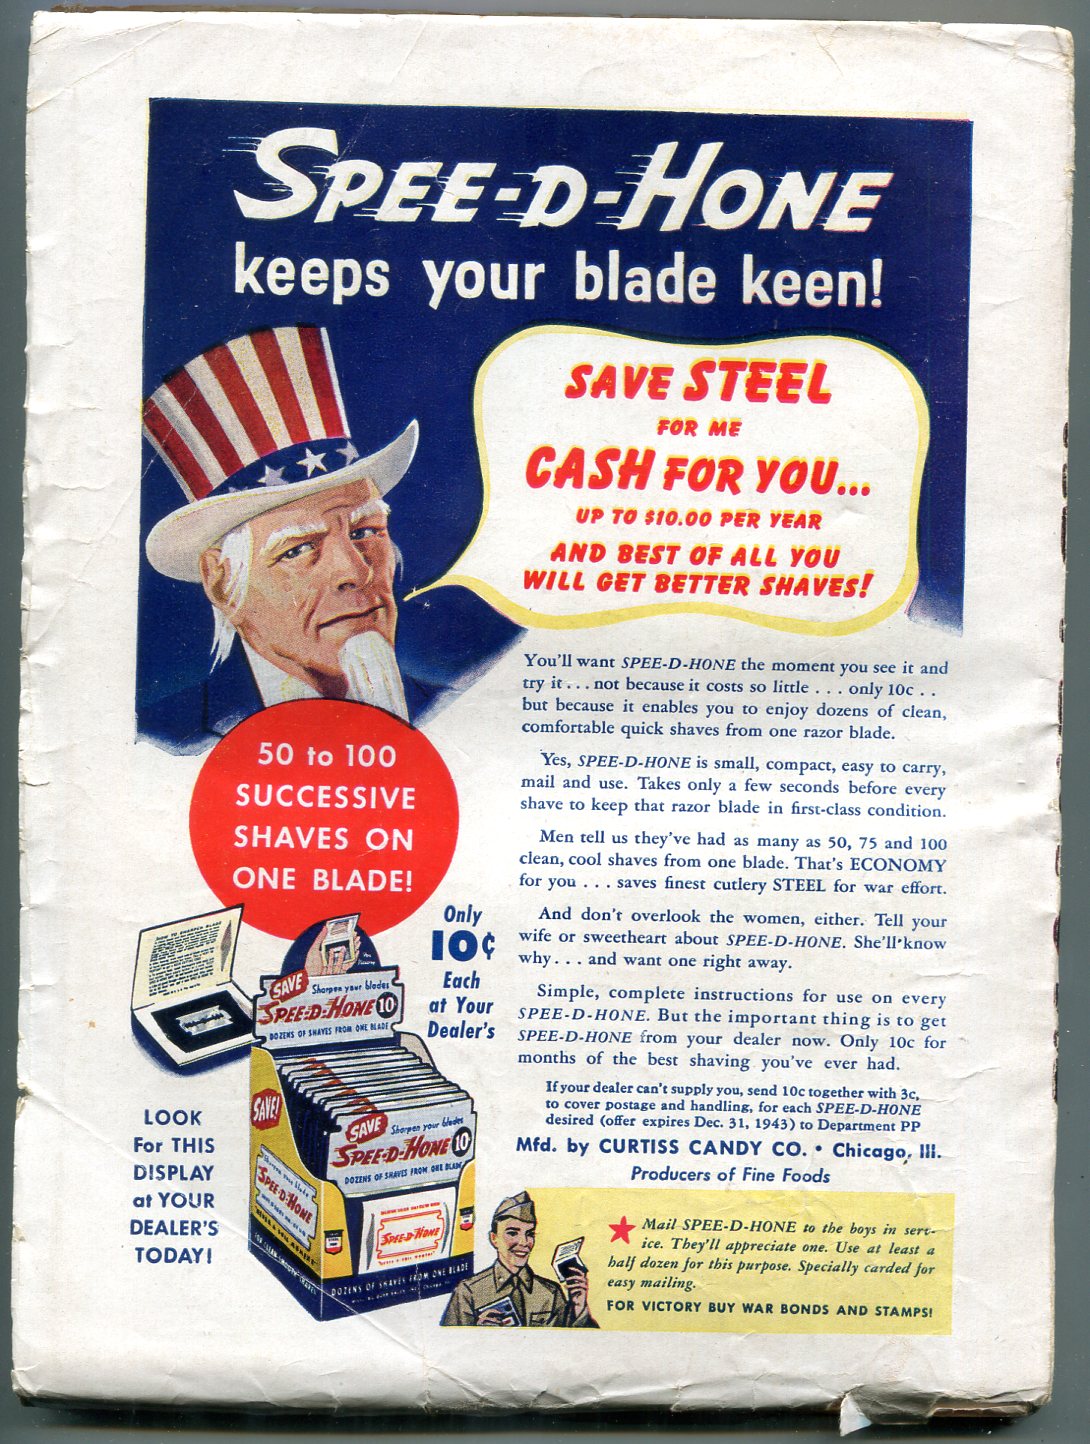 SPEE-D-HONE
keeps your blade keen!
SAVE STEEL
FOR ME
CASH FOR YOU...
UP TO $10.00 PER YEAR
AND BEST OF ALL YOU
WILL GET BETTER SHAVES!
You'll want SPEE-D-HONE the moment you see it and
try it . . . not because it costs so little . . . only 10c . .
but because it enables you to enjoy dozens of clean,
comfortable quick shaves from one razor blade.
Yes, SPEE-D-HONE is small, compact, easy to carry,
mail and use. Takes only a few seconds before every
shave to keep that razor blade in first-class condition.
Men tell us they've had as many as 50, 75 and 100
clean, cool shaves from one blade. That's ECONOMY
for you . . . saves finest cutlery STEEL for war effort.
And don't overlook the women, either. Tell your
wife or sweetheart about SPEE-D-HONE. She'll know
why . . . and want one right away.
Simple, complete instructions for use on every
SPEE-D-HONE. But the important thing is to get
SPEE-D-HONE from your dealer now. Only 10c for
months of the best shaving you've ever had.
If your dealer can't supply you, send 10c together with 3c,
to cover postage and handling, for each SPEE-D-HONE
desired (offer expires Dec. 31, 1943) to Department PP
Mfd. by CURTISS CANDY CO. • Chicago, Ill.
Producers of Fine Foods
50 to 100
SUCCESSIVE
SHAVES ON
ONE BLADE!
Only
10¢
Each
at Your
Dealer's
HOW TO SHARPEN BLADE
SAVE
Sharpen your blades
SPEE-D-HONE 10¢
DOZENS OF SHAVES FROM ONE BLADE
SAVE!
Sharpen your blade
SPEE-D-HONE
SAVE
Sharpen your blades
SPEE-D-HONE 10¢
DOZENS OF SHAVES FROM ONE BLADE
SPEE-D-HONE
DOZENS OF SHAVES FROM ONE BLADE
LOOK
For THIS
DISPLAY
at YOUR
DEALER'S
TODAY!
Mail SPEE-D-HONE to the boys in serv-
ice. They'll appreciate one. Use at least a
half dozen for this purpose. Specially carded for
easy mailing.
FOR VICTORY BUY WAR BONDS AND STAMPS!